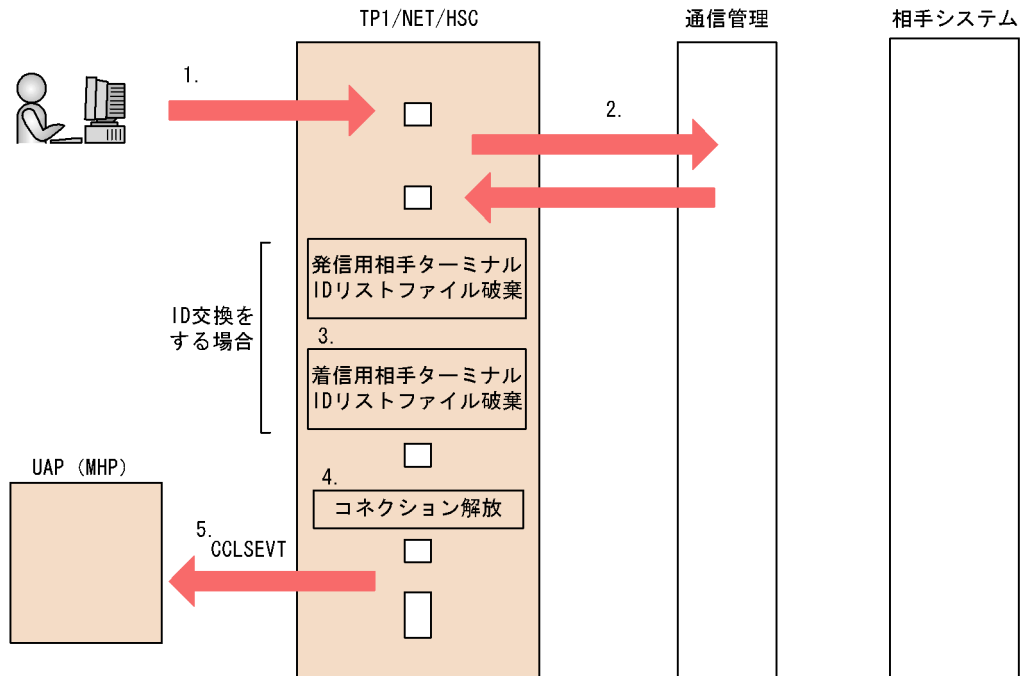 TP1/NET/HSC
通信管理
相手システム
1.
2.
発信用相手ターミナル
IDリストファイル破棄
ID交換を
する場合
3.
着信用相手ターミナル
IDリストファイル破棄
UAP (MHP)
4.
コネクション解放
5.
CCLSEVT